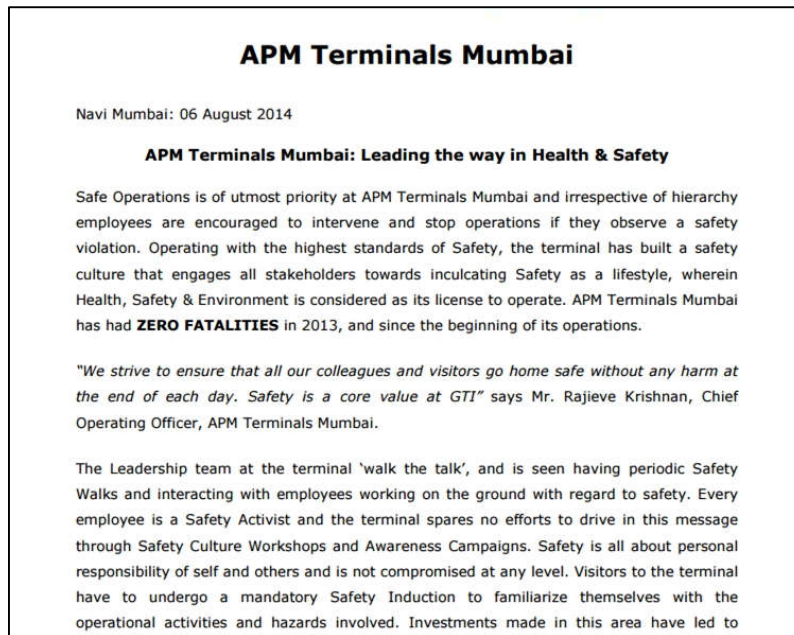 APM Terminals Mumbai
Navi Mumbai: 06 August 2014
APM Terminals Mumbai: Leading the way in Health & Safety
Safe Operations is of utmost priority at APM Terminals Mumbai and irrespective of hierarchy
employees are encouraged to intervene and stop operations if they observe a safety
violation. Operating with the highest standards of Safety, the terminal has built a safety
culture that engages all stakeholders towards inculcating Safety as a lifestyle, wherein
Health, Safety & Environment is considered as its license to operate. APM Terminals Mumbai
has had ZERO FATALITIES in 2013, and since the beginning of its operations.
"We strive to ensure that all our colleagues and visitors go home safe without any harm at
the end of each day. Safety is a core value at GTI" says Mr. Rajieve Krishnan, Chief
Operating Officer, APM Terminals Mumbai.
The Leadership team at the terminal 'walk the talk', and is seen having periodic Safety
Walks and interacting with employees working on the ground with regard to safety. Every
employee is a Safety Activist and the terminal spares no efforts to drive in this message
through Safety Culture Workshops and Awareness Campaigns. Safety is all about personal
responsibility of self and others and is not compromised at any level. Visitors to the terminal
have to undergo a mandatory Safety Induction to familiarize themselves with the
operational activities and hazards involved. Investments made in this area have led to